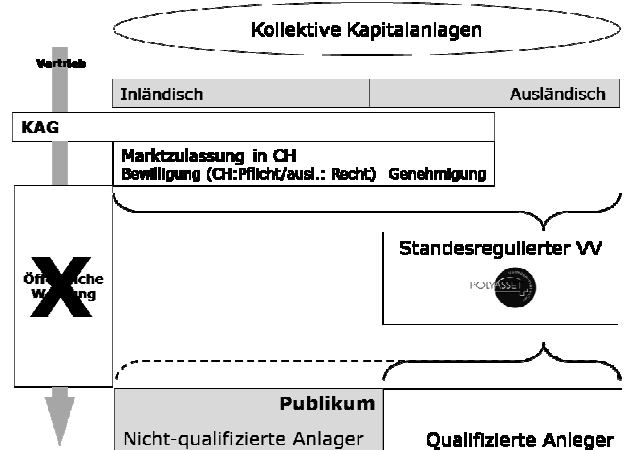 Kollektive Kapitalanlagen
Vertrieb
Inländisch
Ausländisch
KAG
Marktzulassung in CH
Bewilligung (CH:Pflicht/ausl.: Recht) Genehmigung
Standesregulierter VV
POLYASSET
Publikum
Nicht-qualifizierte Anlager
Qualifizierte Anleger